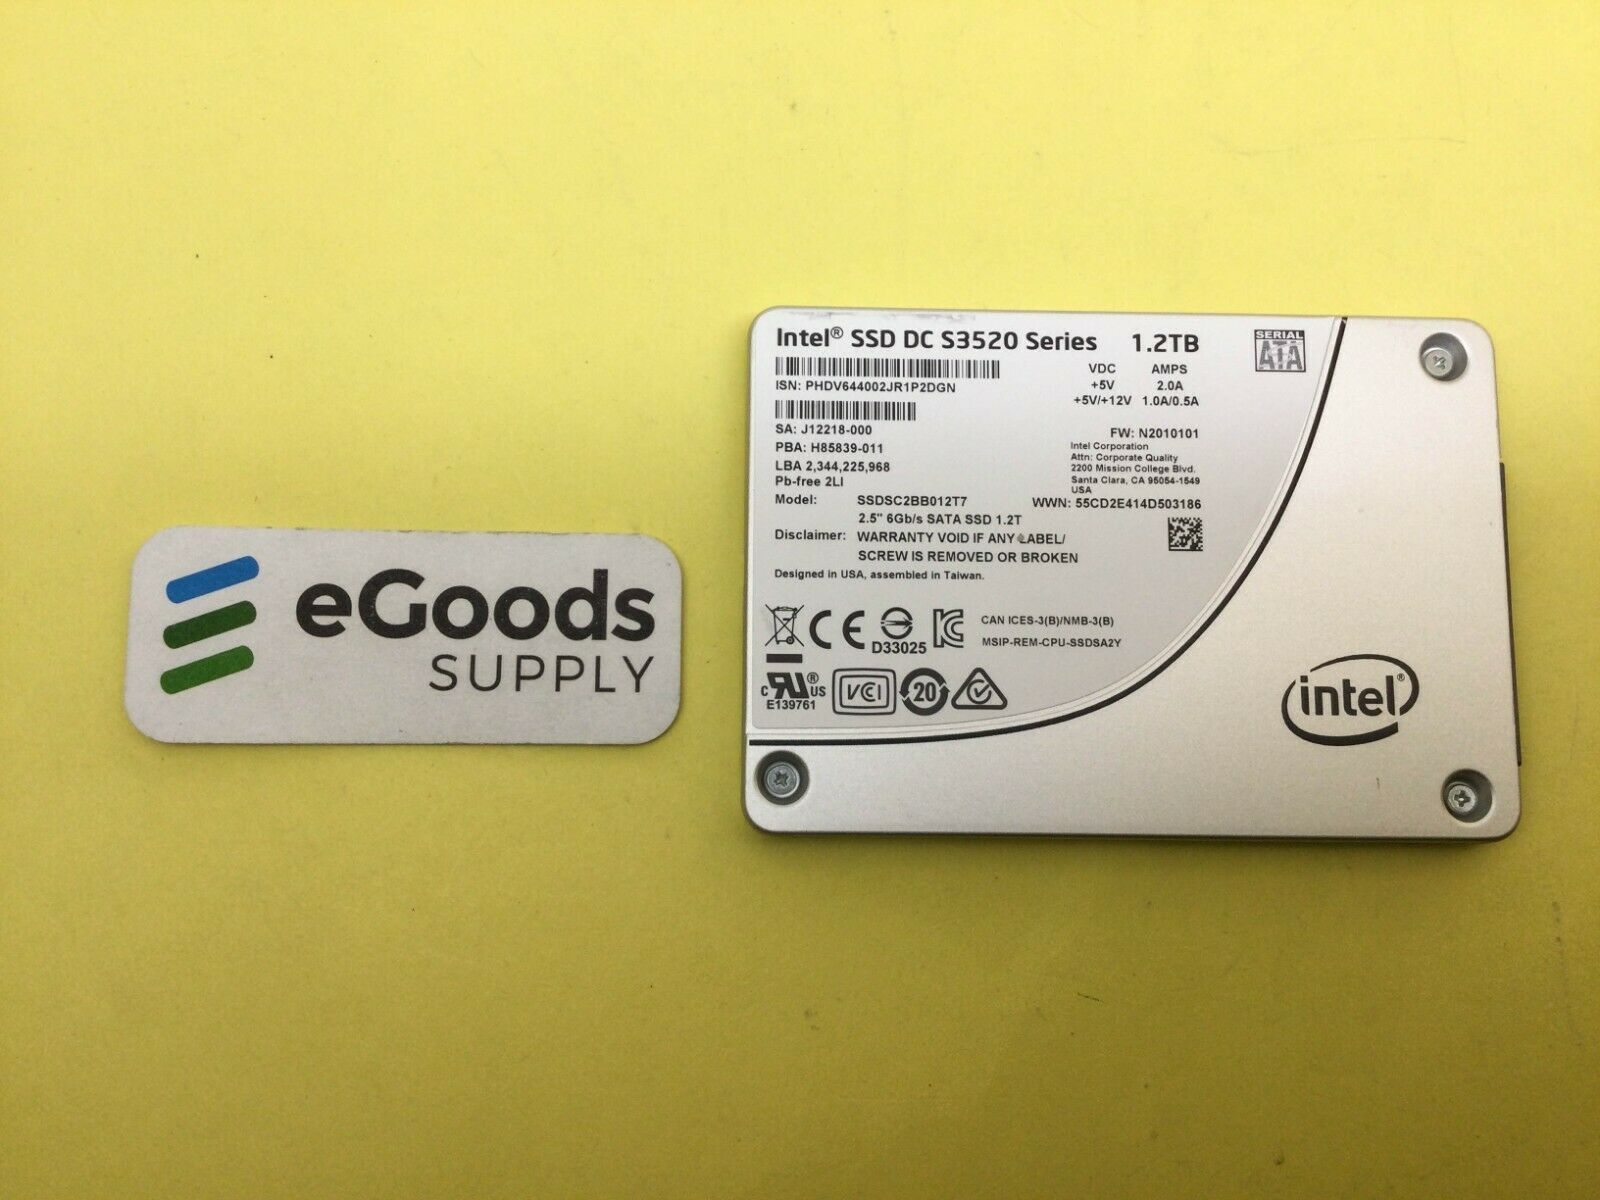 eGoods
SUPPLY
Intel® SSD DC S3520 Series 1.2TB
SERIAL
ATA
ISN: PHDV644002JR1P2DGN
VDC AMPS
+5V 2.0A
+5V/+12V 1.0A/0.5A
SA: J12218-000
PBA: H85839-011
LBA 2,344,225,968
Pb-free 2LI
FW: N2010101
Intel Corporation
Attn: Corporate Quality
2200 Mission College Blvd.
Santa Clara, CA 95054-1549
USA
Model: SSDSC2BB012T7
WWN: 55CD2E414D503186
2.5" 6Gb/s SATA SSD 1.2T
Disclaimer: WARRANTY VOID IF ANY LABEL/
SCREW IS REMOVED OR BROKEN
Designed in USA, assembled in Taiwan.
CE
D33025
CAN ICES-3(B)/NMB-3(B)
MSIP-REM-CPU-SSDSA2Y
c RU® US
E139761
VCI
20
intel®